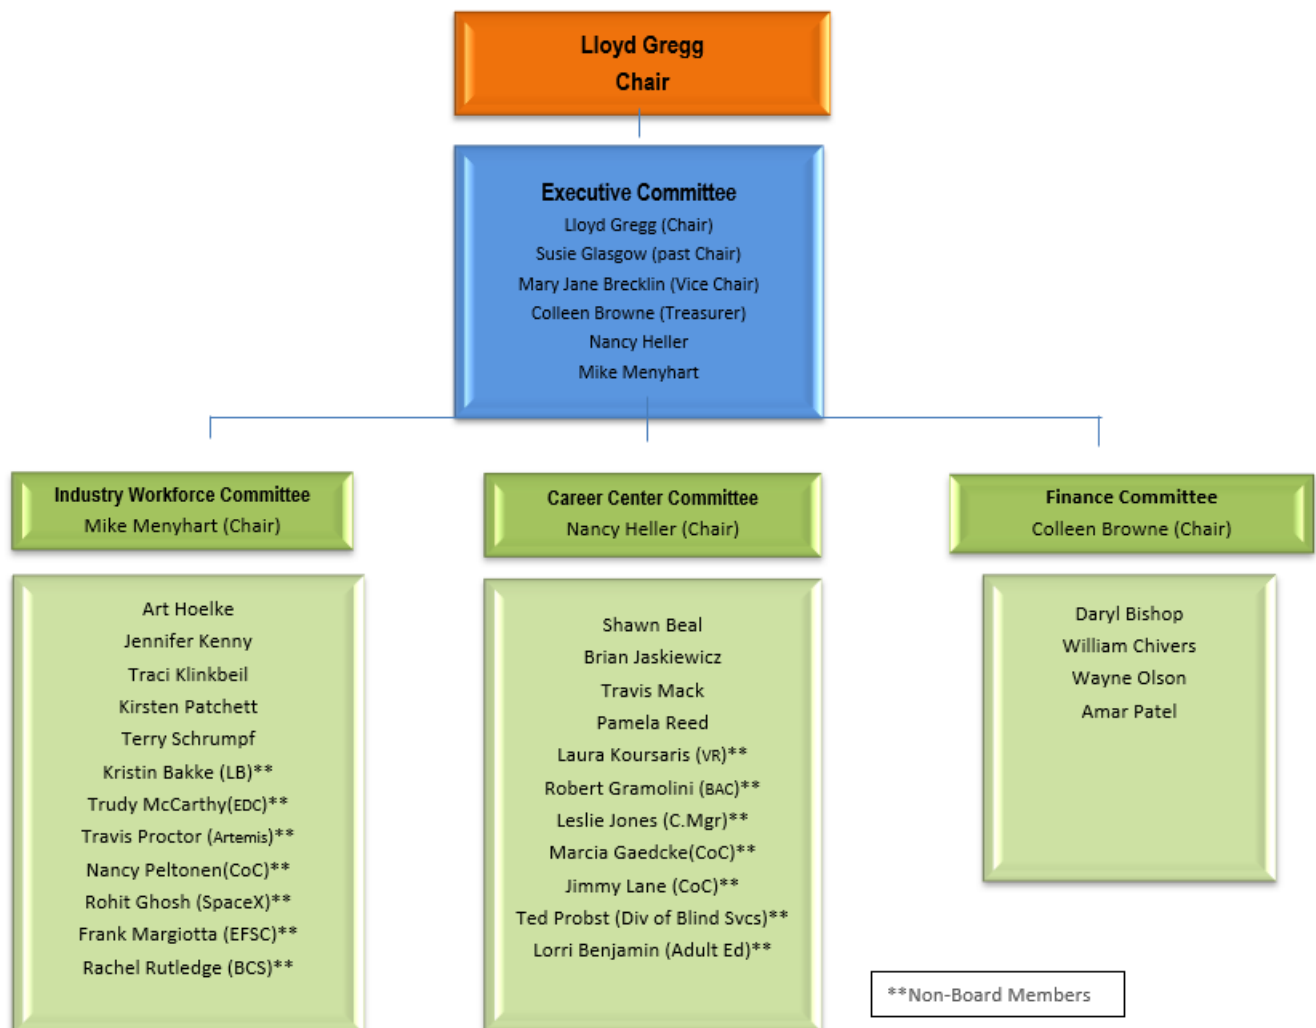 Lloyd Gregg
Chair
Executive Committee
Lloyd Gregg (Chair)
Susie Glasgow (past Chair)
Mary Jane Brecklin (Vice Chair)
Colleen Browne (Treasurer)
Nancy Heller
Mike Menyhart
Industry Workforce Committee
Mike Menyhart (Chair)
Art Hoelke
Jennifer Kenny
Traci Klinkbeil
Kirsten Patchett
Terry Schrumpf
Kristin Bakke (LB)**
Trudy McCarthy(EDC)**
Travis Proctor (Artemis)**
Nancy Peltonen(CoC)**
Rohit Ghosh (SpaceX)**
Frank Margiotta (EFSC)**
Rachel Rutledge (BCS)**
Career Center Committee
Nancy Heller (Chair)
Shawn Beal
Brian Jaskiewicz
Travis Mack
Pamela Reed
Laura Koursaris (VR)**
Robert Gramolini (BAC)**
Leslie Jones (C.Mgr)**
Marcia Gaedcke(CoC)**
Jimmy Lane (CoC)**
Ted Probst (Div of Blind Svcs)**
Lorri Benjamin (Adult Ed)**
Finance Committee
Colleen Browne (Chair)
Daryl Bishop
William Chivers
Wayne Olson
Amar Patel
**Non-Board Members